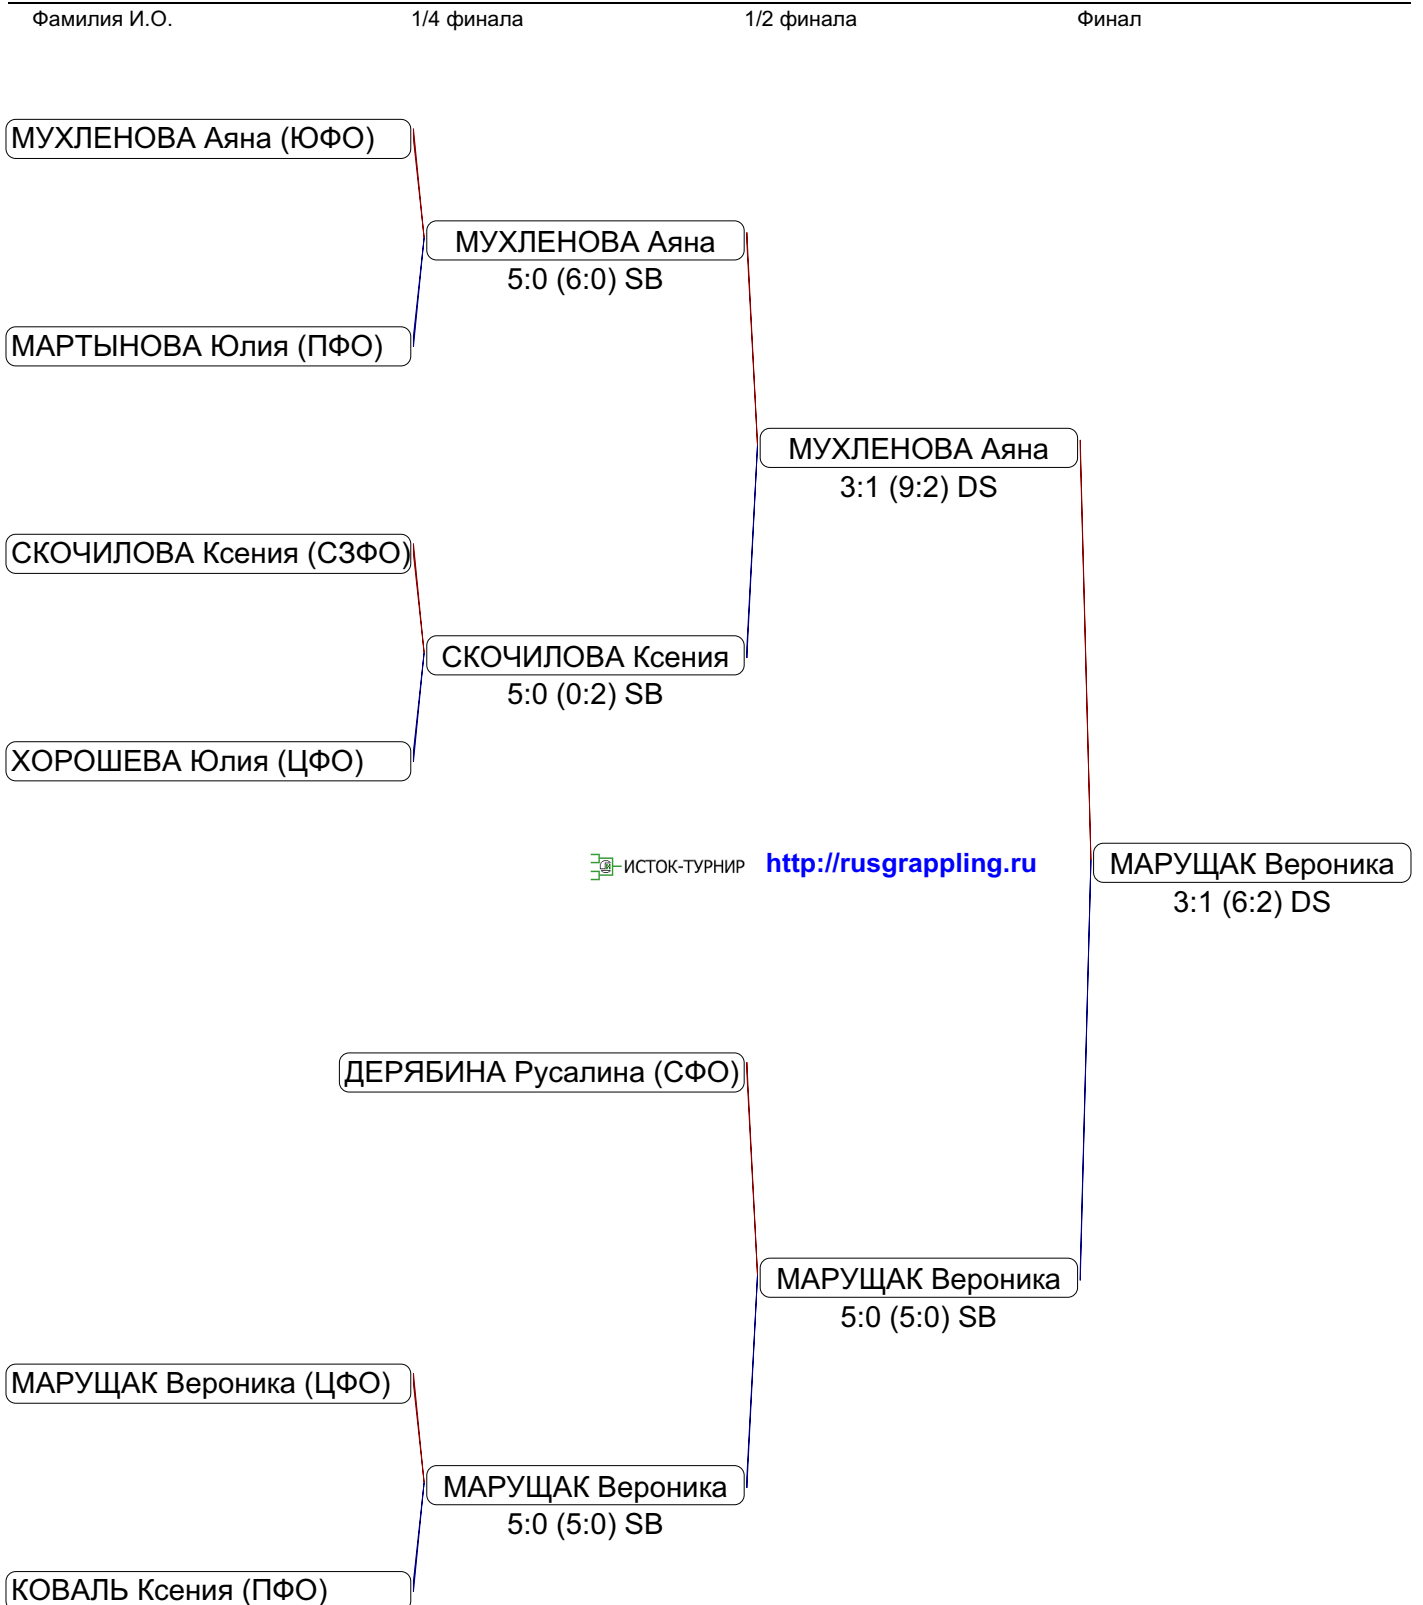 Фамилия И.О. 1/4 финала 1/2 финала Финал
МУХЛЕНОВА Аяна (ЮФО)
МУХЛЕНОВА Аяна
5:0 (6:0) SB
МАРТЫНОВА Юлия (ПФО)
МУХЛЕНОВА Аяна
3:1 (9:2) DS
СКОЧИЛОВА Ксения (СЗФО)
СКОЧИЛОВА Ксения
5:0 (0:2) SB
ХОРОШЕВА Юлия (ЦФО)
ИСТОК-ТУРНИР http://rusgrappling.ru МАРУЩАК Вероника
3:1 (6:2) DS
ДЕРЯБИНА Русалина (СФО)
МАРУЩАК Вероника
5:0 (5:0) SB
МАРУЩАК Вероника (ЦФО)
МАРУЩАК Вероника
5:0 (5:0) SB
КОВАЛЬ Ксения (ПФО)